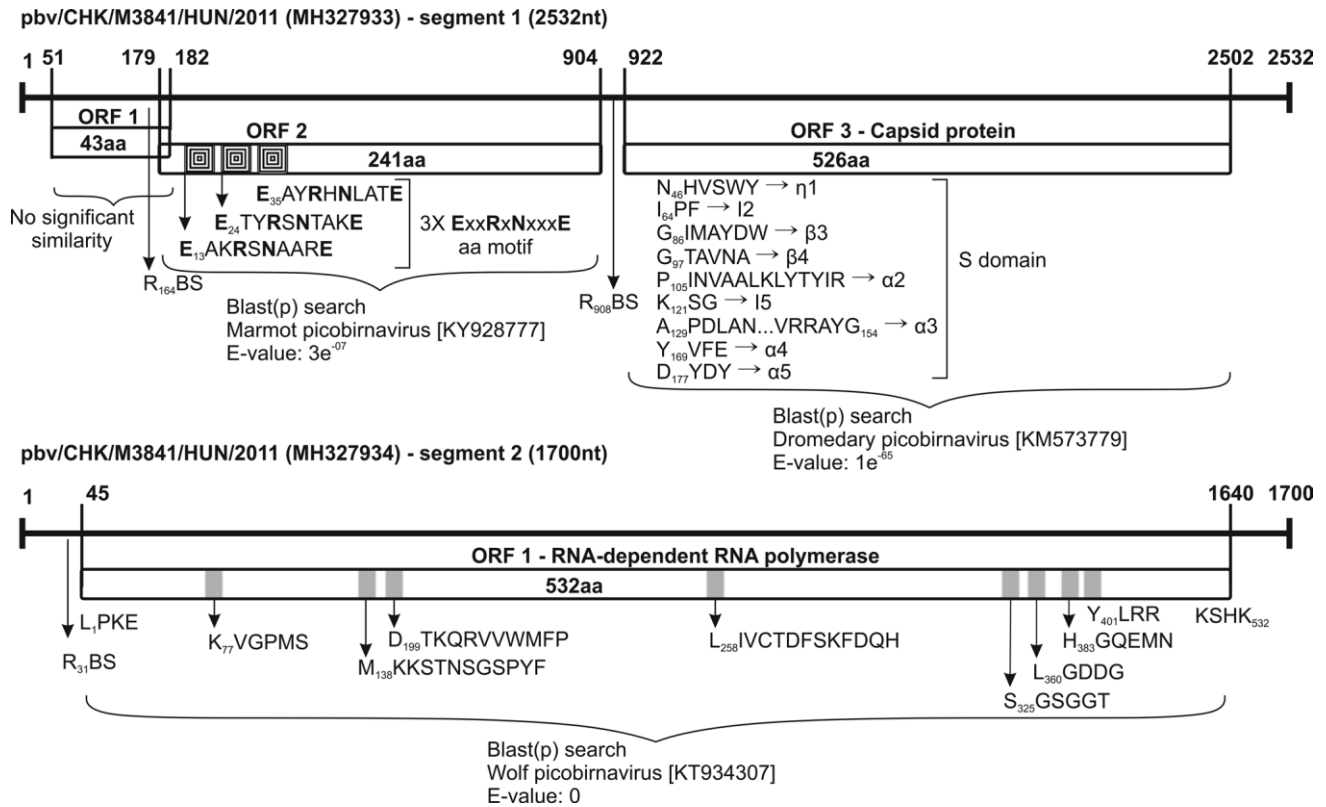 pbv/CHK/M3841/HUN/2011 (MH327933) - segment 1 (2532nt)
1 51 179 182 904 922 2502 2532
ORF 1
43aa
ORF 2
241aa
ORF 3 - Capsid protein
526aa
No significant
similarity
R164BS
E35AYRHNLATE
E24TYRSNTAKE
E13AKRSNAARE
3X ExxRxNxxxE
aa motif
Blast(p) search
Marmot picobirnavirus [KY928777]
E-value: 3e-07
R908BS
N46HVSWY → η1
I64PF → I2
G86IMAYDW → β3
G97TAVNA → β4
P105INVAALKLYTYIR → α2
K121SG → I5
A129PDLAN...VRRAYG154 → α3
Y169VFE → α4
D177YDY → α5
S domain
Blast(p) search
Dromedary picobirnavirus [KM573779]
E-value: 1e-65
pbv/CHK/M3841/HUN/2011 (MH327934) - segment 2 (1700nt)
1 45 1640 1700
ORF 1 - RNA-dependent RNA polymerase
532aa
L1PKE
R31BS
K77VGPMS
D199TKQRVVWMFP
M138KKSTNSGSPYF
L258IVCTDFSKFDQH
Y401LRR
H383GQEMN
L360GDDG
S325GSGGT
KSHK532
Blast(p) search
Wolf picobirnavirus [KT934307]
E-value: 0